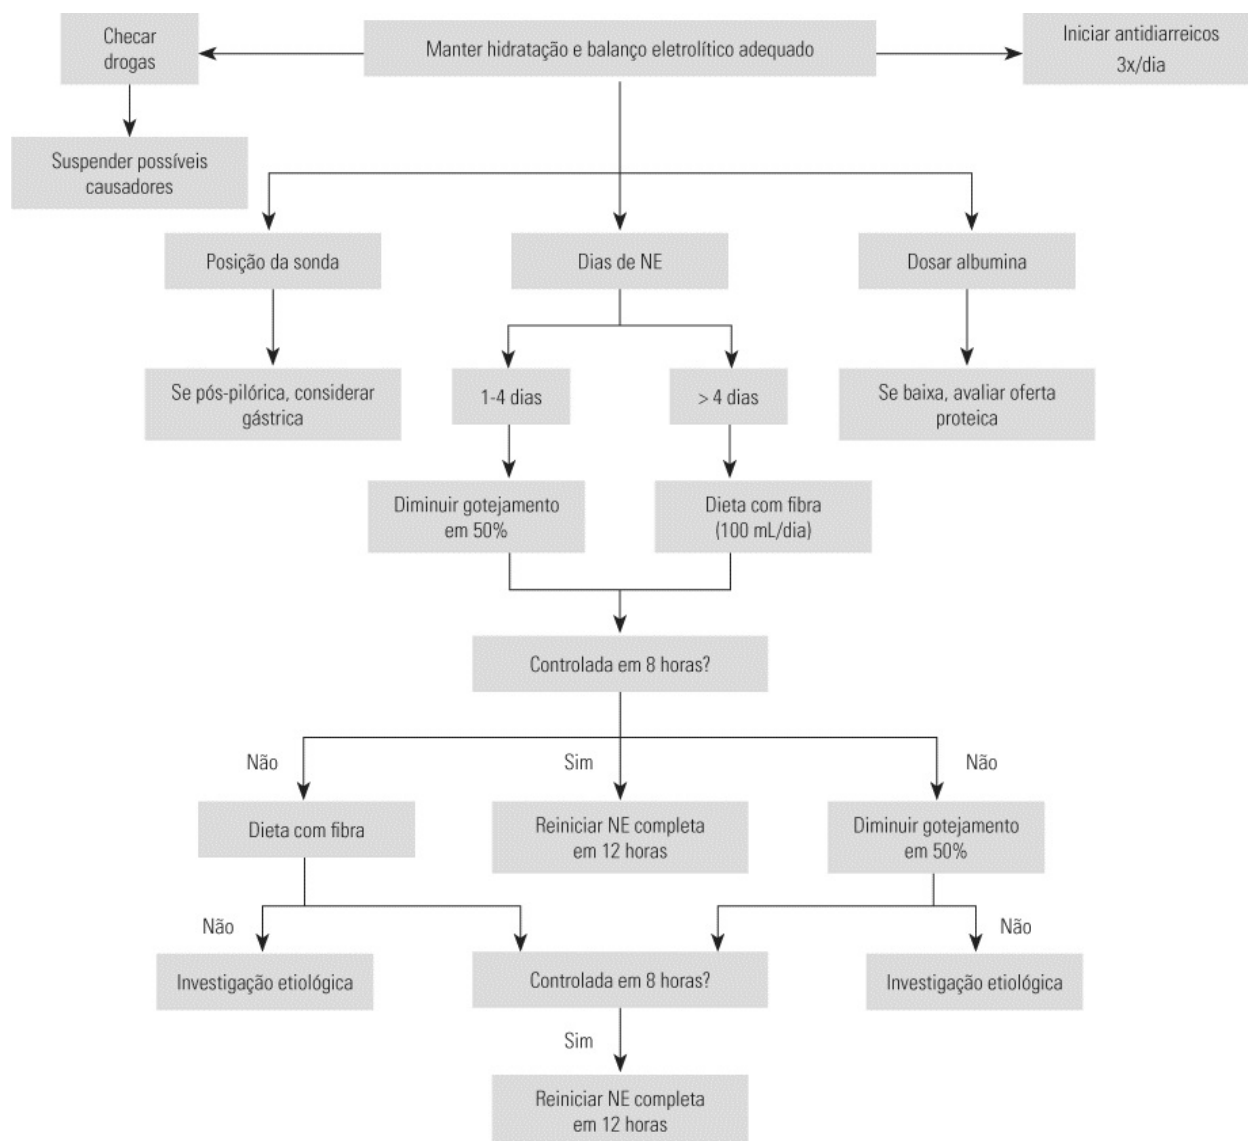 Checar
drogas
Manter hidratação e balanço eletrolítico adequado
Iniciar antidiarreicos
3x/dia
Suspender possíveis
causadores
Posição da sonda
Dias de NE
Dosar albumina
Se pós-pilórica, considerar
gástrica
1-4 dias
> 4 dias
Se baixa, avaliar oferta
proteica
Diminuir gotejamento
em 50%
Dieta com fibra
(100 mL/dia)
Controlada em 8 horas?
Não
Sim
Não
Dieta com fibra
Reiniciar NE completa
em 12 horas
Diminuir gotejamento
em 50%
Não
Não
Investigação etiológica
Controlada em 8 horas?
Investigação etiológica
Sim
Reiniciar NE completa
em 12 horas